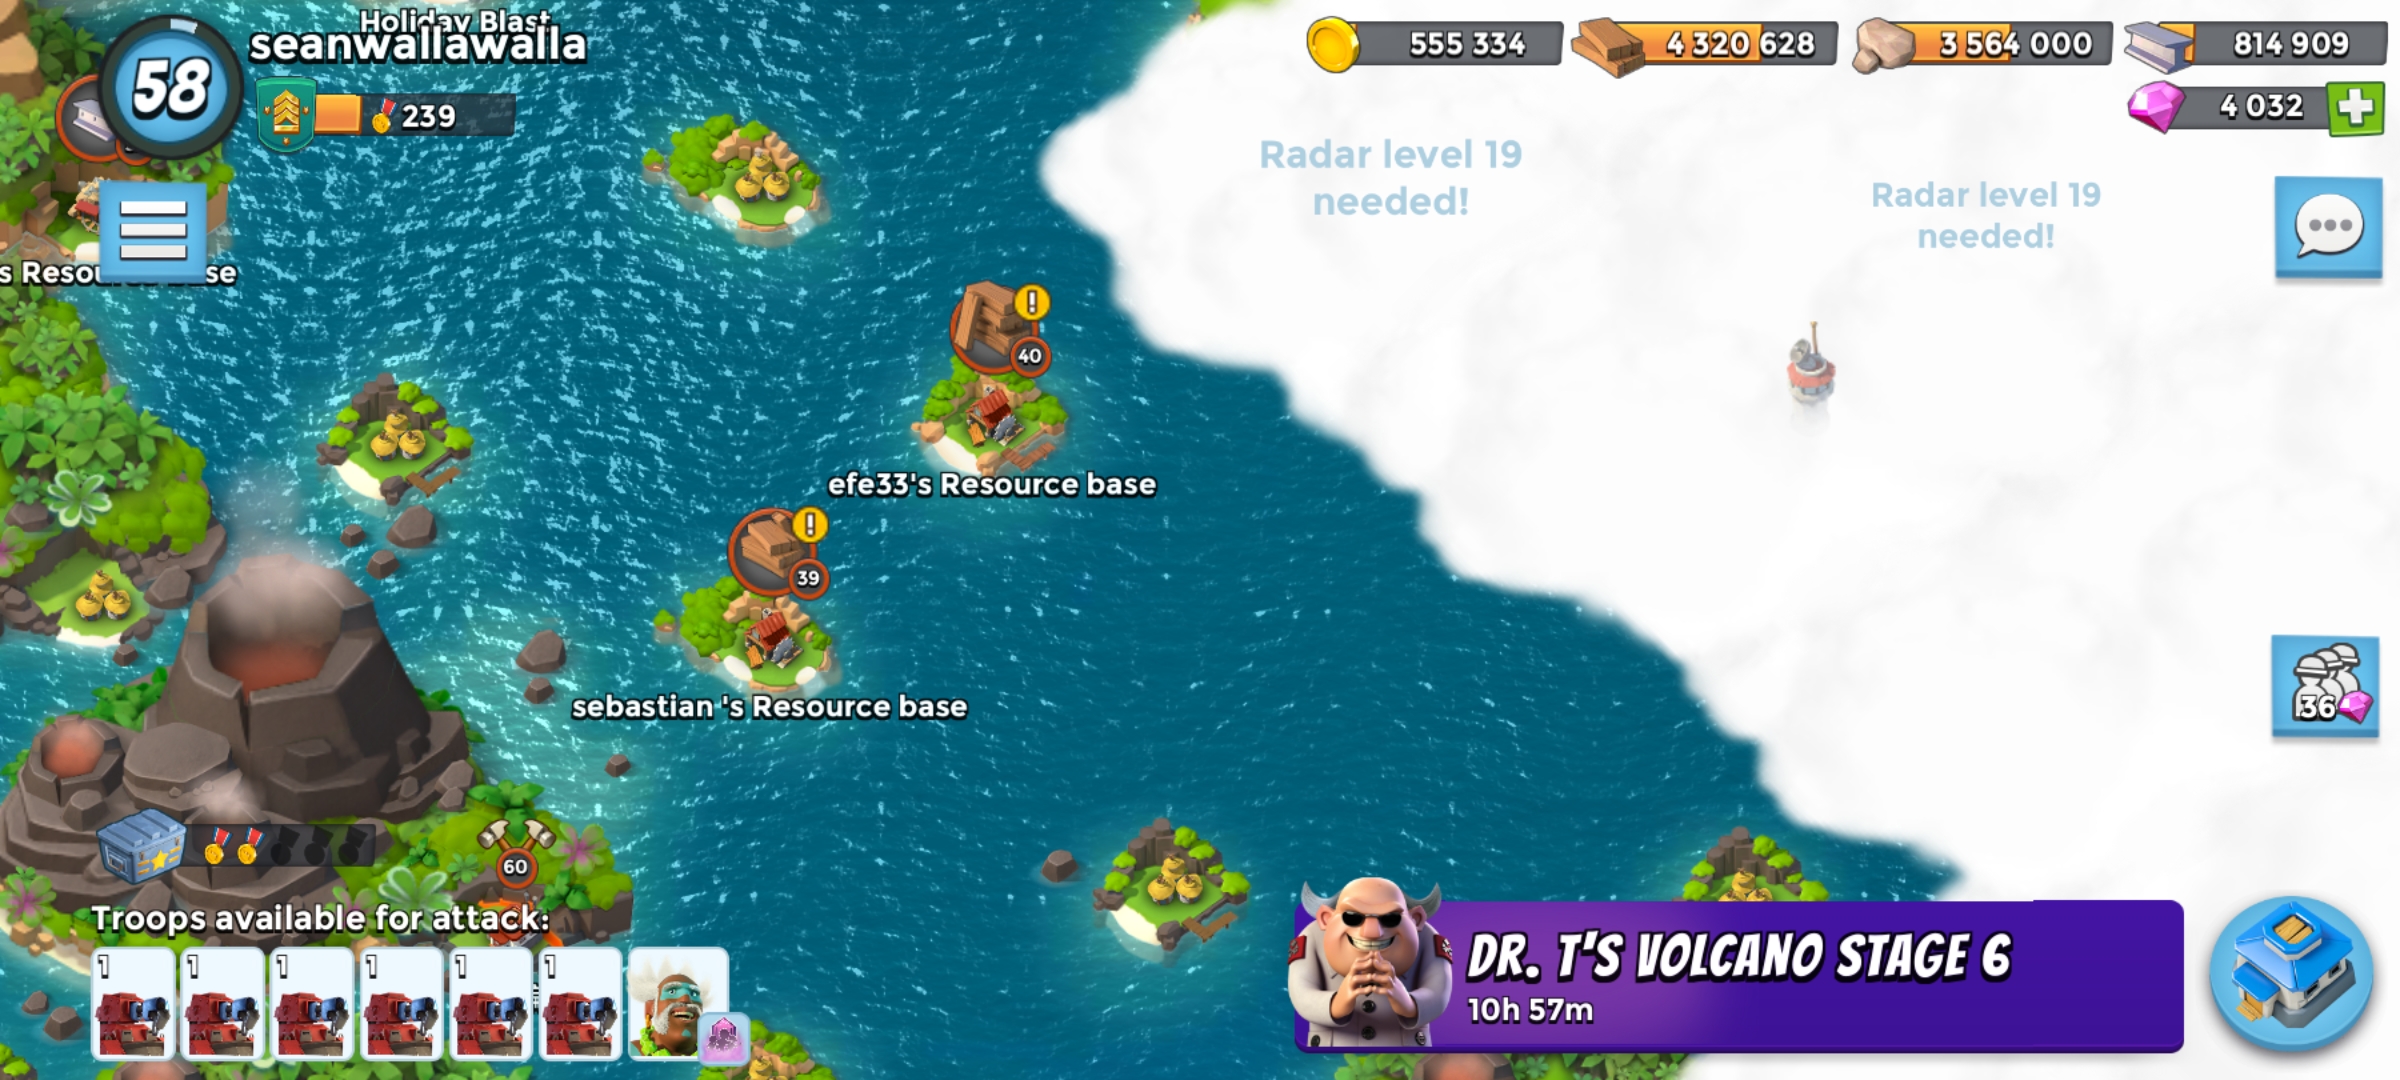 Holiday Blast
seanwallawalla
58
239
555 334
4 320 628
3 564 000
814 909
4 032
Radar level 19
needed!
Radar level 19
needed!
40
efe33's Resource base
39
sebastian 's Resource base
36
60
Troops available for attack:
1
1
1
1
1
1
DR. T'S VOLCANO STAGE 6
10h 57m